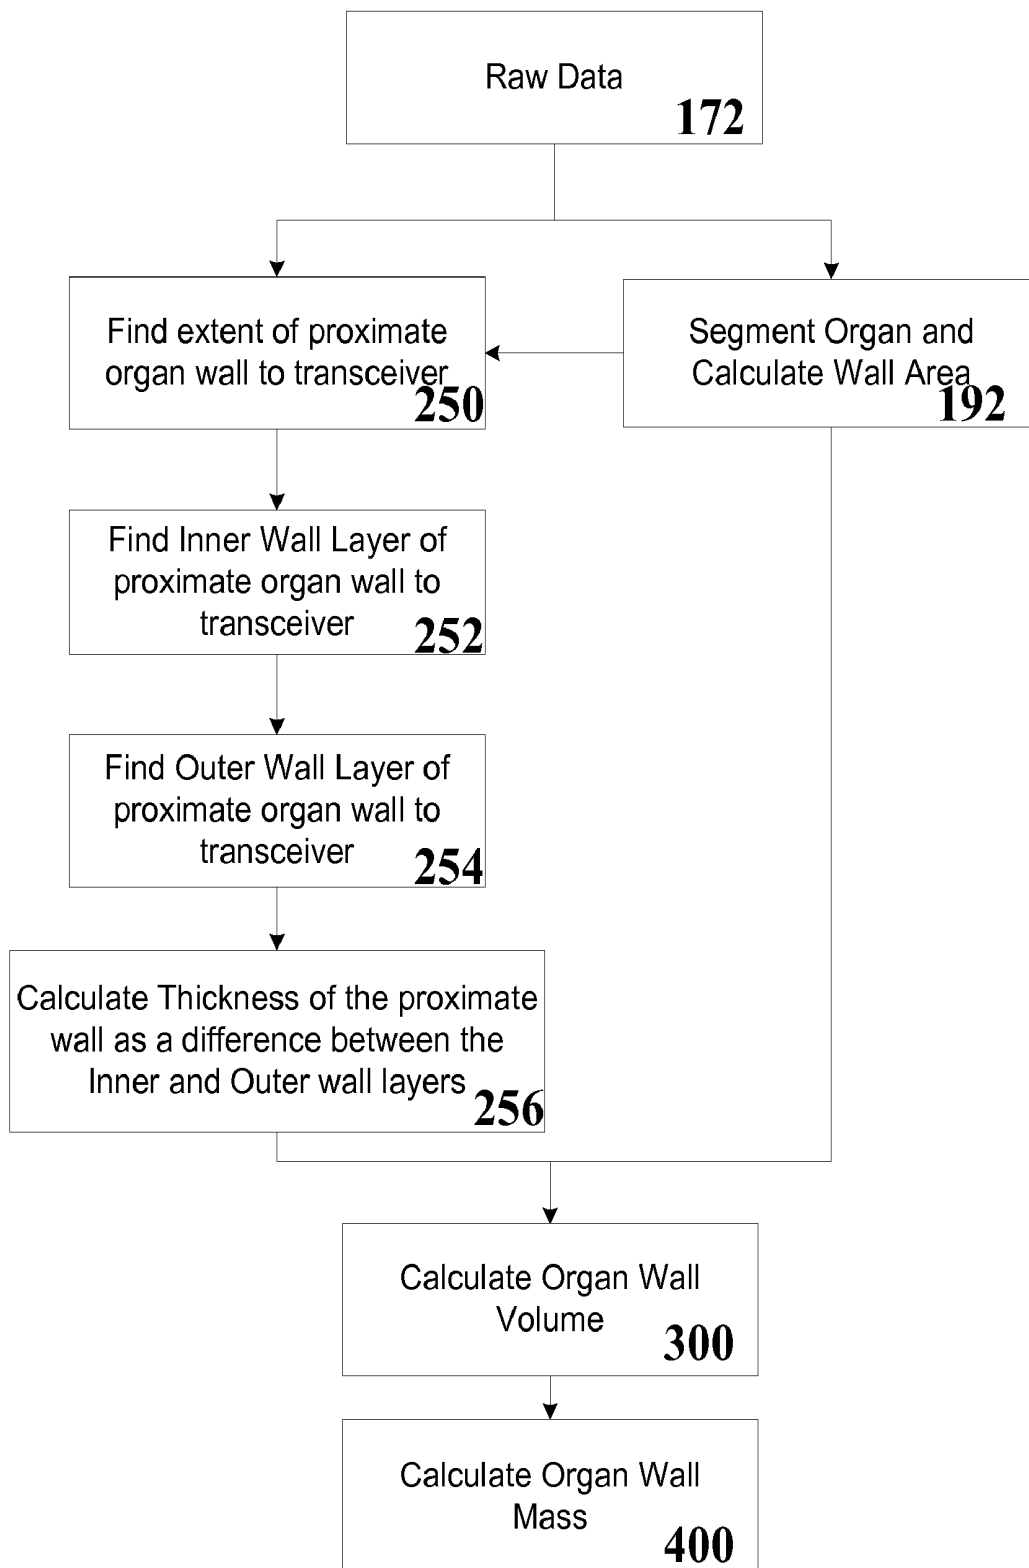 Raw Data
172
Find extent of proximate
organ wall to transceiver
250
Segment Organ and
Calculate Wall Area
192
Find Inner Wall Layer of
proximate organ wall to
transceiver
252
Find Outer Wall Layer of
proximate organ wall to
transceiver
254
Calculate Thickness of the proximate
wall as a difference between the
Inner and Outer wall layers
256
Calculate Organ Wall
Volume
300
Calculate Organ Wall
Mass
400